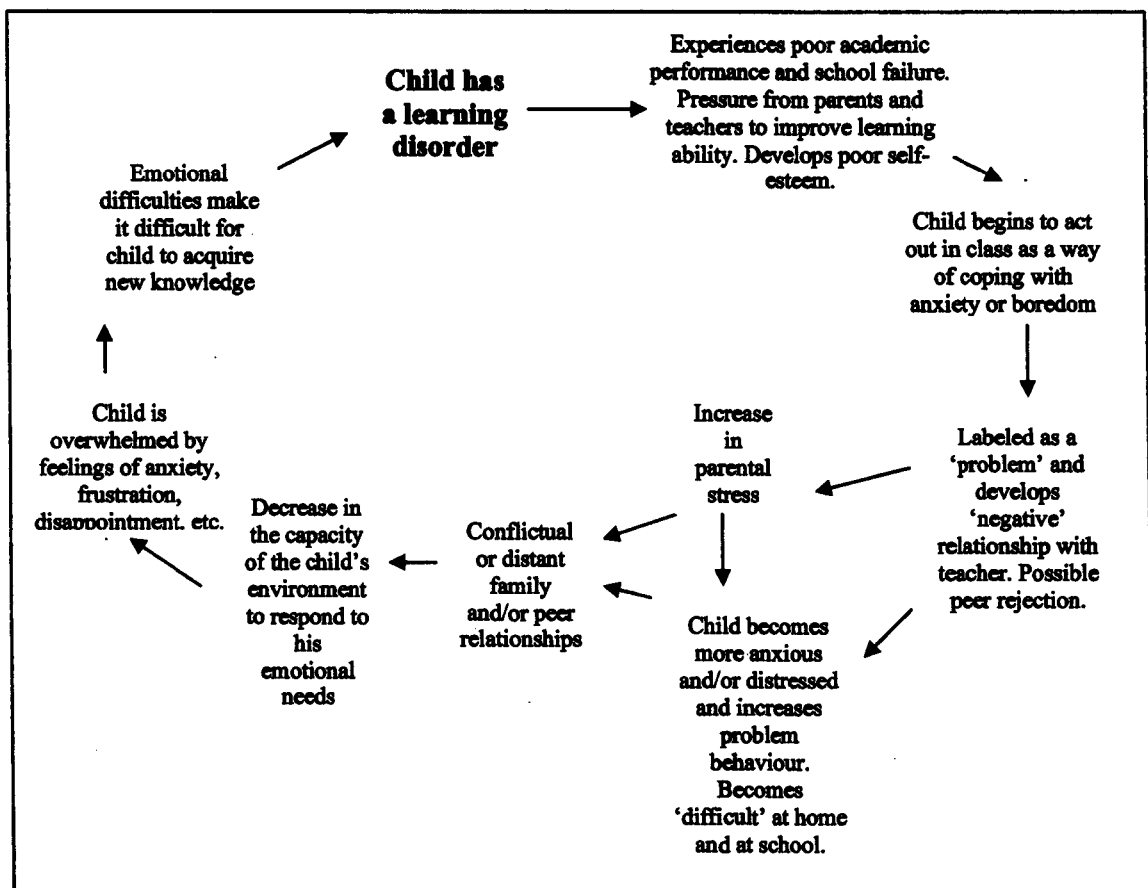 Child has
a learning
disorder
Experiences poor academic
performance and school failure.
Pressure from parents and
teachers to improve learning
ability. Develops poor self-
esteem.
Child begins to act
out in class as a way
of coping with
anxiety or boredom
Labeled as a
‘problem’ and
develops
‘negative’
relationship with
teacher. Possible
peer rejection.
Increase
in
parental
stress
Child becomes
more anxious
and/or distressed
and increases
problem
behaviour.
Becomes
‘difficult’ at home
and at school.
Conflictual
or distant
family
and/or peer
relationships
Decrease in
the capacity
of the child’s
environment
to respond to
his
emotional
needs
Child is
overwhelmed by
feelings of anxiety,
frustration,
disappointment, etc.
Emotional
difficulties make
it difficult for
child to acquire
new knowledge